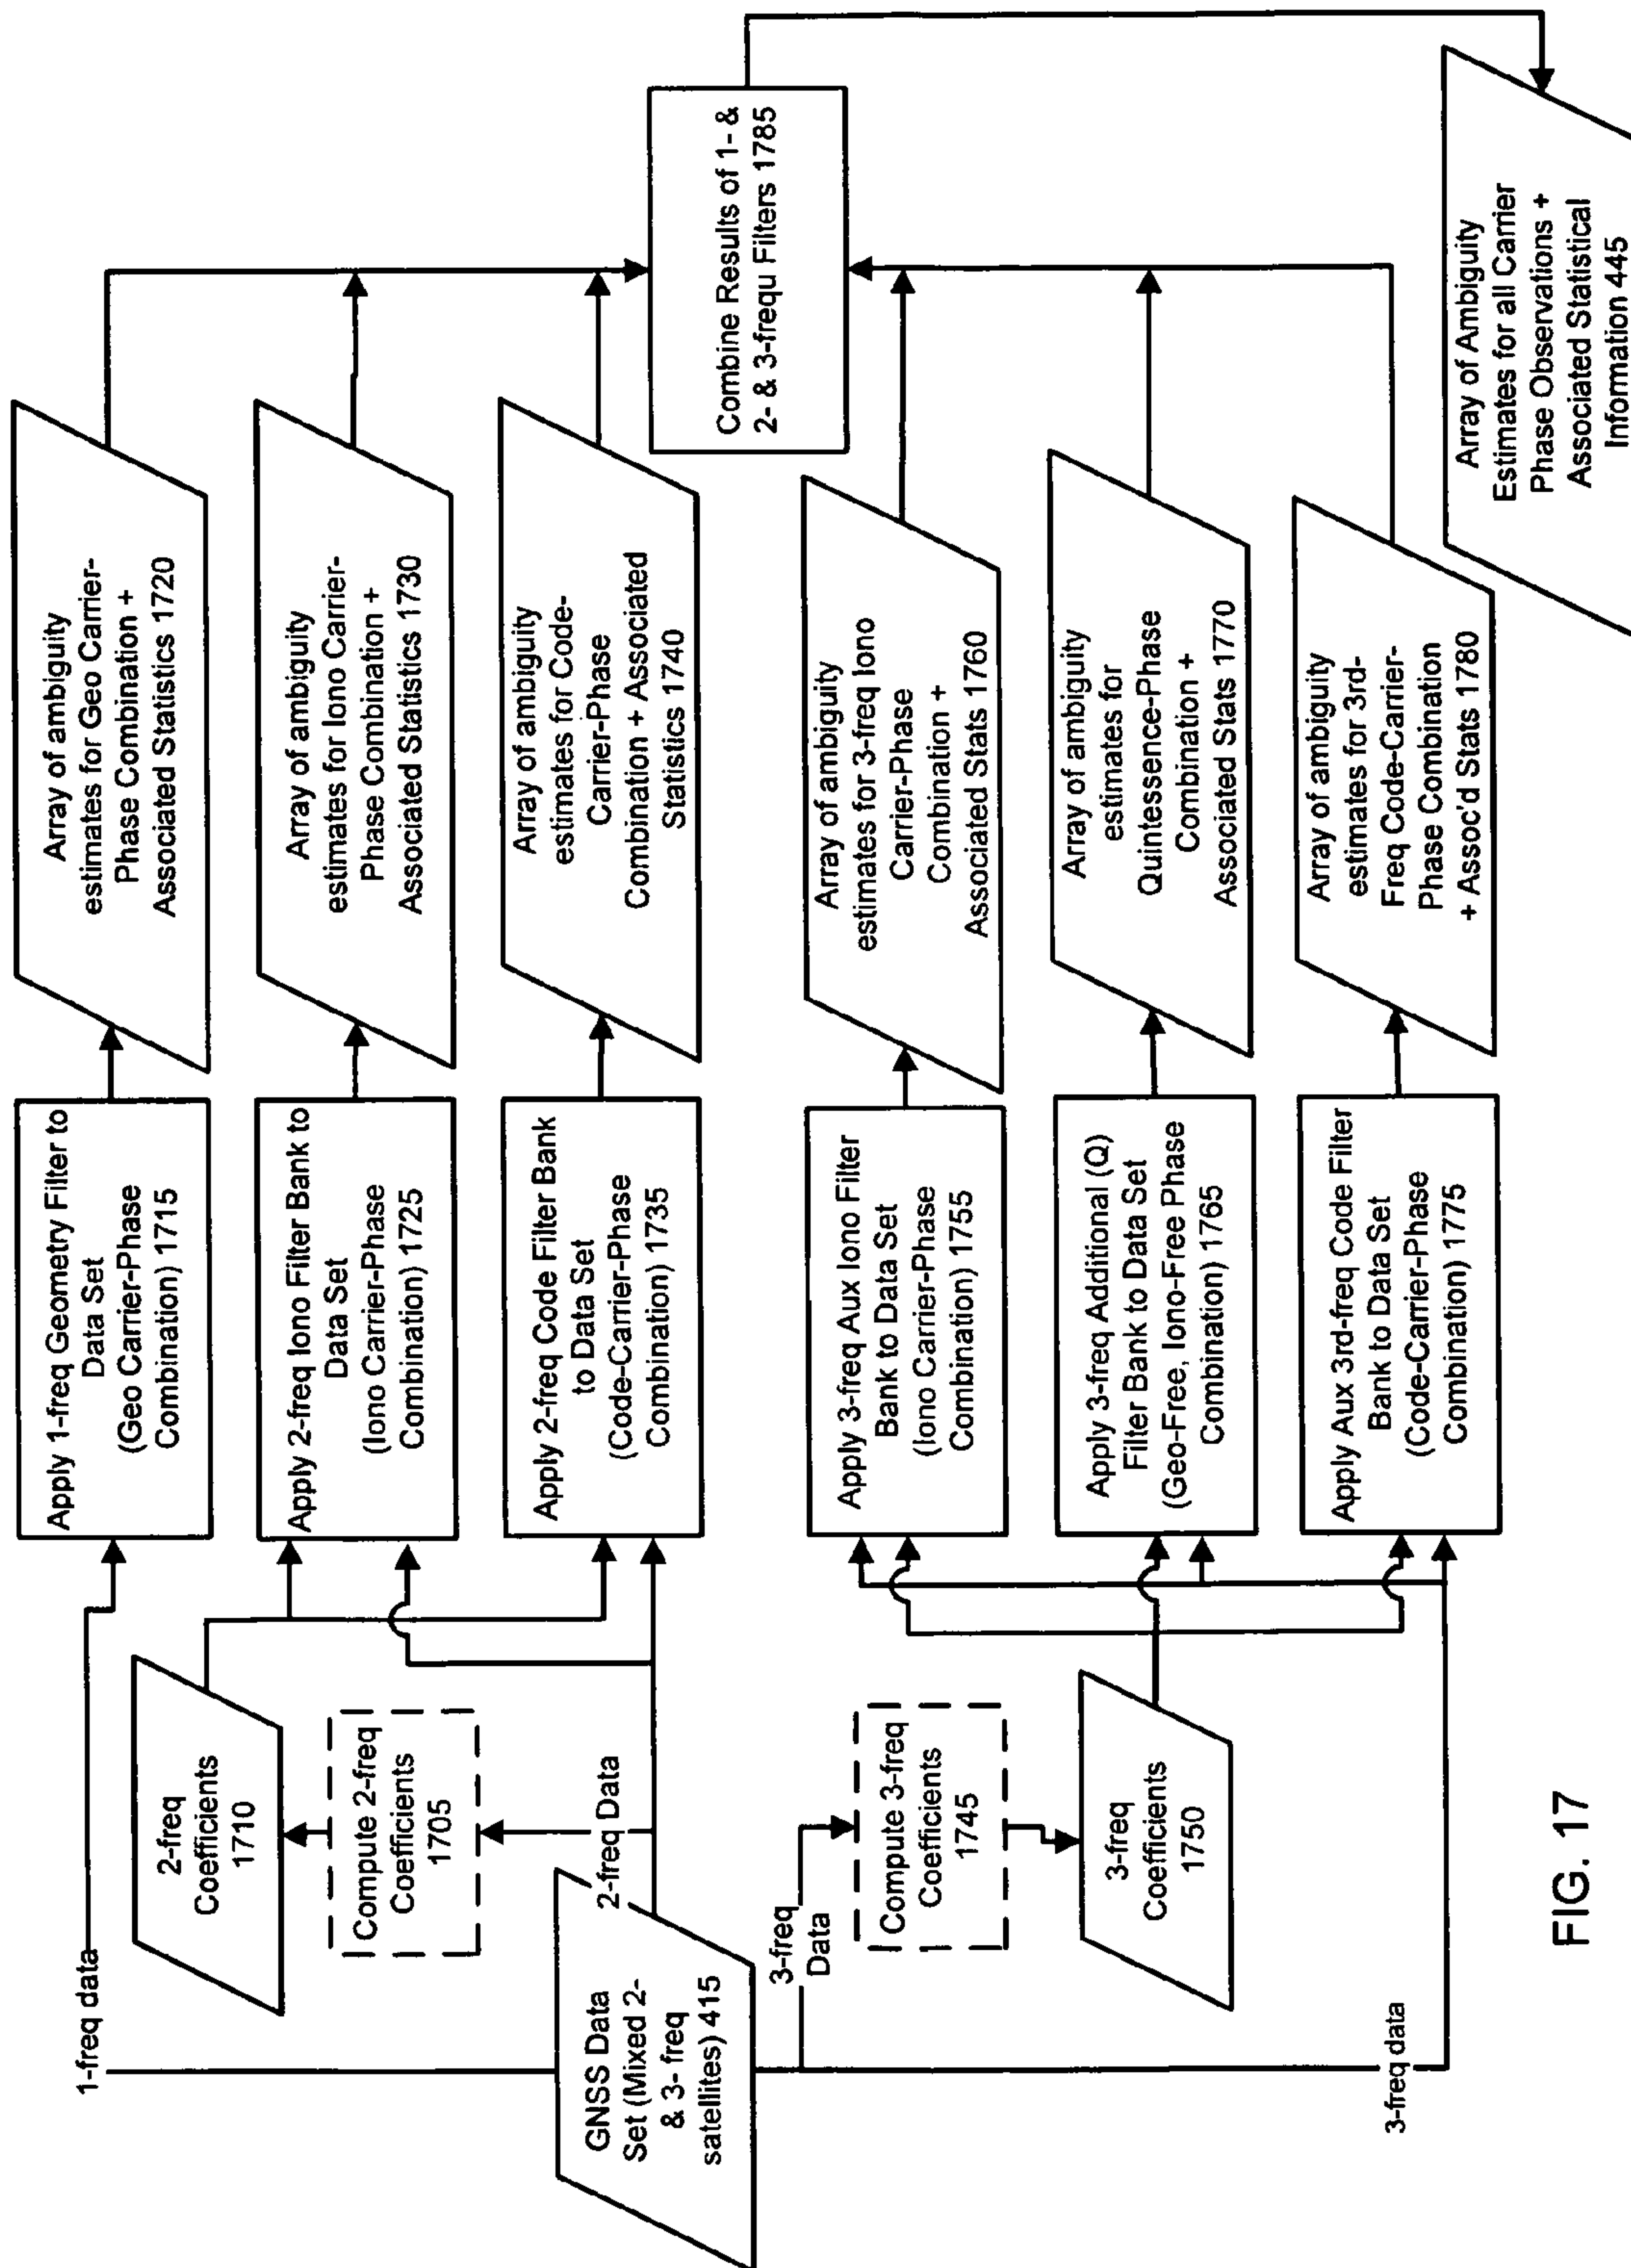 1-freq data
2-freq
Coefficients
1710
Compute 2-freq
Coefficients
1705
2-freq Data
GNSS Data
Set (Mixed 2-
& 3- freq
satellites) 415
3-freq
Data
Compute 3-freq
Coefficients
1745
3-freq
Coefficients
1750
3-freq data
Apply 1-freq Geometry Filter to
Data Set
(Geo Carrier-Phase
Combination) 1715
Apply 2-freq Iono Filter Bank to
Data Set
(Iono Carrier-Phase
Combination) 1725
Apply 2-freq Code Filter Bank
to Data Set
(Code-Carrier-Phase
Combination) 1735
Apply 3-freq Aux Iono Filter
Bank to Data Set
(Iono Carrier-Phase
Combination) 1755
Apply 3-freq Additional (Q)
Filter Bank to Data Set
(Geo-Free, Iono-Free Phase
Combination) 1765
Apply Aux 3rd-freq Code Filter
Bank to Data Set
(Code-Carrier-Phase
Combination) 1775
Array of ambiguity
estimates for Geo Carrier-
Phase Combination +
Associated Statistics 1720
Array of ambiguity
estimates for Iono Carrier-
Phase Combination +
Associated Statistics 1730
Array of ambiguity
estimates for Code-
Carrier-Phase
Combination + Associated
Statistics 1740
Array of ambiguity
estimates for 3-freq Iono
Carrier-Phase
Combination +
Associated Stats 1760
Array of ambiguity
estimates for
Quintessence-Phase
Combination +
Associated Stats 1770
Array of ambiguity
estimates for 3rd-
Freq Code-Carrier-
Phase Combination
+ Assoc'd Stats 1780
Combine Results of 1- &
2- & 3-frequ Filters 1785
Array of Ambiguity
Estimates for all Carrier
Phase Observations +
Associated Statistical
Information 445
FIG. 17